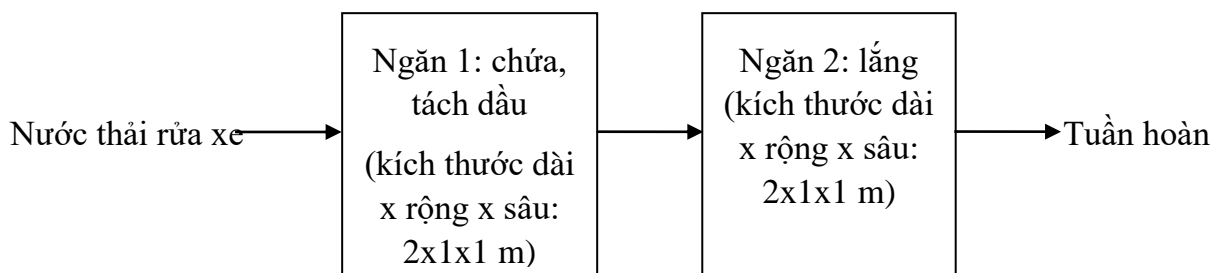 Nước thải rửa xe
Ngăn 1: chứa,
tách dầu
(kích thước dài
x rộng x sâu:
2x1x1 m)
Ngăn 2: lắng
(kích thước dài
x rộng x sâu:
2x1x1 m)
Tuần hoàn